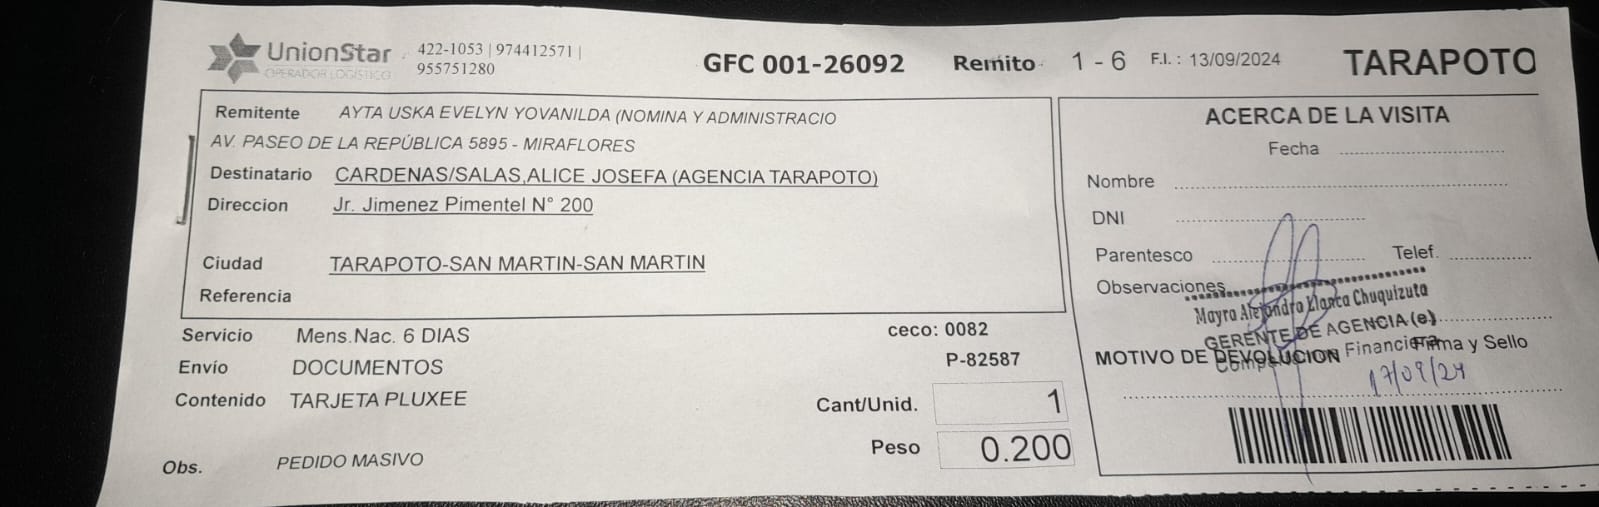 UnionStar
OPERADOR LOGÍSTICO
422-1053 | 974412571 |
955751280
GFC 001-26092
Remito 1 - 6
F.I. : 13/09/2024
TARAPOTO
Remitente AYTA USKA EVELYN YOVANILDA (NOMINA Y ADMINISTRACIO
AV. PASEO DE LA REPÚBLICA 5895 - MIRAFLORES
Destinatario CARDENAS/SALAS,ALICE JOSEFA (AGENCIA TARAPOTO)
Direccion Jr. Jimenez Pimentel N° 200
Ciudad TARAPOTO-SAN MARTIN-SAN MARTIN
Referencia
Servicio Mens.Nac. 6 DIAS
Envío DOCUMENTOS
Contenido TARJETA PLUXEE
Obs. PEDIDO MASIVO
ceco: 0082
P-82587
Cant/Unid. 1
Peso 0.200
ACERCA DE LA VISITA
Fecha
Nombre
DNI
Parentesco Telef.
Observaciones
Mayra Alejandra Llanca Chuquizuta
GERENTE DE AGENCIA (e)
Financiera
MOTIVO DE DEVOLUCION Firma y Sello
17/09/24